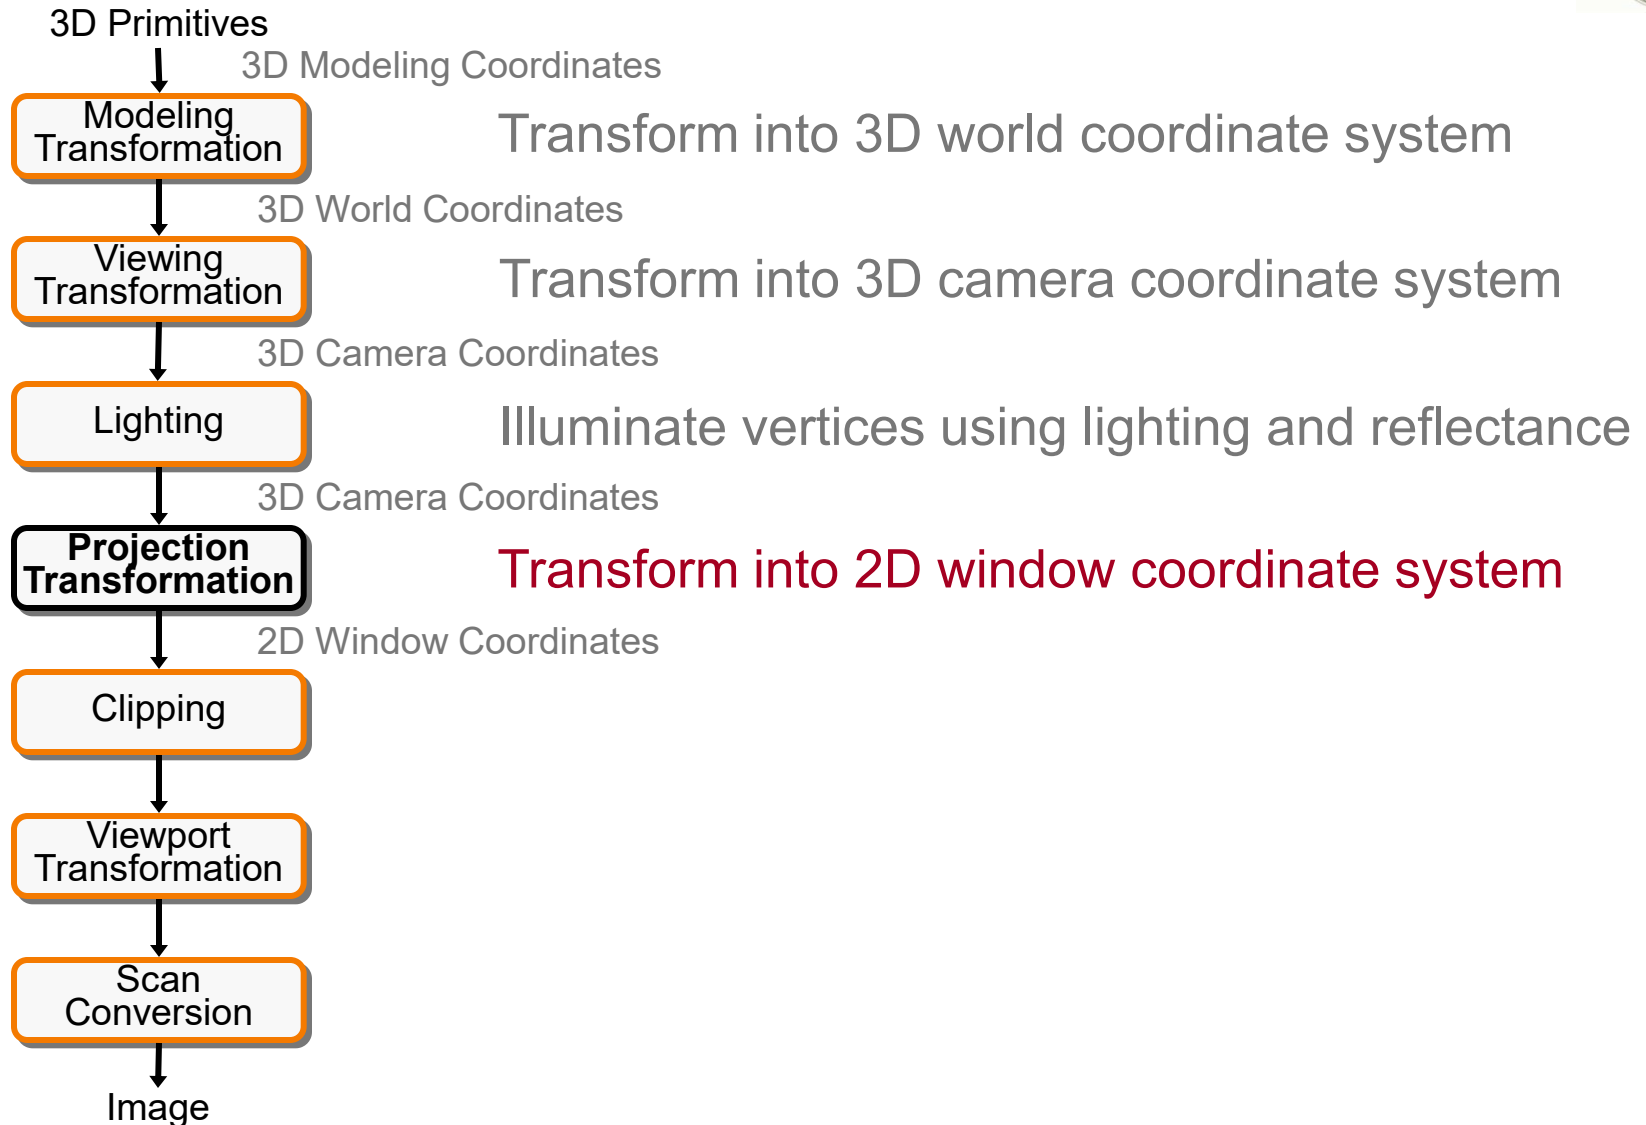 3D Primitives
3D Modeling Coordinates
Modeling
Transformation
Transform into 3D world coordinate system
3D World Coordinates
Viewing
Transformation
Transform into 3D camera coordinate system
3D Camera Coordinates
Lighting
Illuminate vertices using lighting and reflectance
3D Camera Coordinates
Projection
Transformation
Transform into 2D window coordinate system
2D Window Coordinates
Clipping
Viewport
Transformation
Scan
Conversion
Image